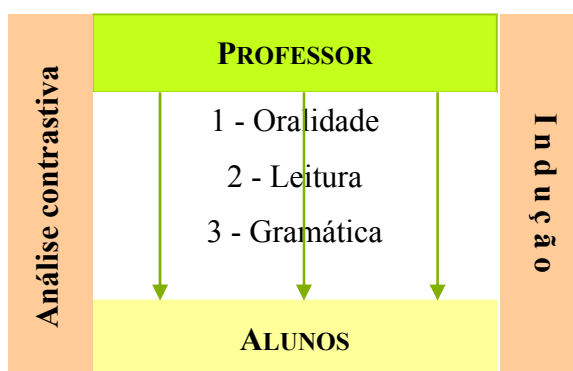 Análise contrastiva
PROFESSOR
1 - Oralidade
2 - Leitura
3 - Gramática
ALUNOS
Indução